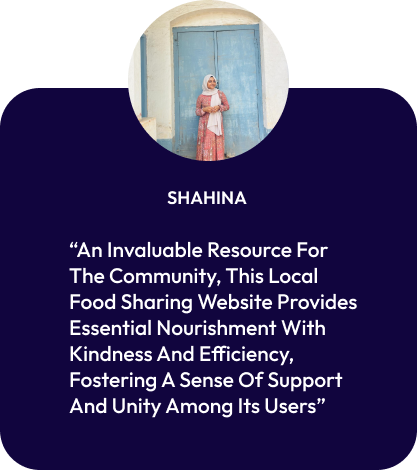 SHAHINA
“An Invaluable Resource For
The Community, This Local
Food Sharing Website Provides
Essential Nourishment With
Kindness And Efficiency,
Fostering A Sense Of Support
And Unity Among Its Users”